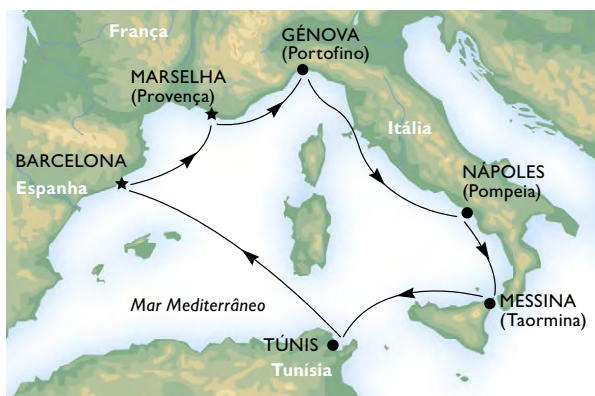 França
GÉNOVA
(Portofino)
MARSELHA
(Provença)
Itália
BARCELONA
Espanha
NÁPOLES
(Pompeia)
Mar Mediterrâneo
MESSINA
(Taormina)
TÚNIS
Tunísia